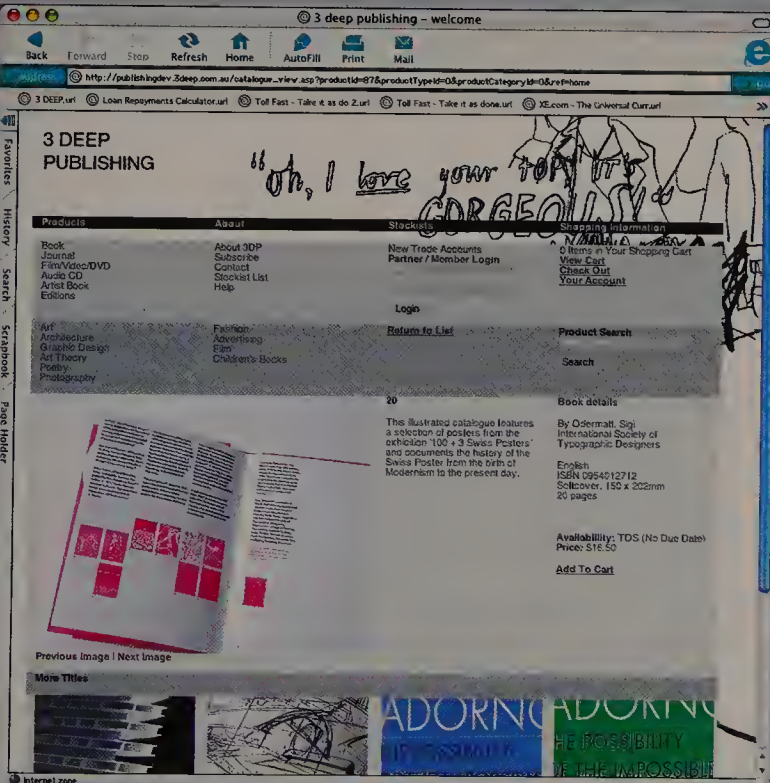 3 deep publishing – welcome
Back Forward Stop Refresh Home AutoFill Print Mail
http://publishingdev.3deep.com.au/catalogue_view.asp?productId=87&productTypeId=0&productCategoryId=0&ref=home
3 DEEP.url Loan Repayments Calculator.url Toll Fast - Take it as do Z.url Toll Fast - Take it as done.url XE.com - The Universal Curr.url
Favorites
History
Search
Scrapbook
Page Holder
3 DEEP
PUBLISHING
"Oh, I love your top, it's
GORGEOUS"
Products About Stockists Shopping Information
Book
Journal
Film/Video/DVD
Audio CD
Artist Book
Editions
About 3DP
Subscribe
Contact
Stockist List
Help
New Trade Accounts
Partner / Member Login
Login
0 Items in Your Shopping Cart
View Cart
Check Out
Your Account
Art
Architecture
Graphic Design
Art Theory
Poetry
Photography
Fashion
Advertising
Film
Children's Books
Return to List
Product Search
Search
20
This illustrated catalogue features
a selection of posters from the
exhibition '100 + 3 Swiss Posters'
and documents the history of the
Swiss Poster from the birth of
Modernism to the present day.
Book details
By Odermatt, Sigi
International Society of
Typographic Designers
English
ISBN 0954012712
Softcover, 150 x 202mm
20 pages
Availability: TDS (No Due Date)
Price: $16.50
Add To Cart
Previous Image | Next Image
More Titles
ADORNO
ADORNO
THE POSSIBILITY
OF THE IMPOSSIBLE
Internet zone